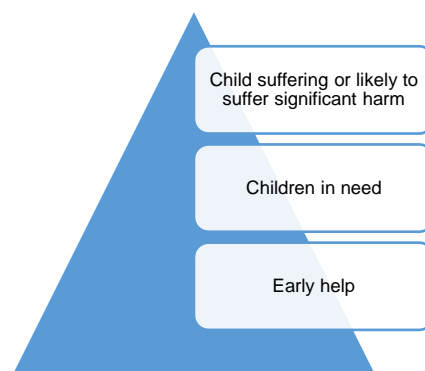 Child suffering or likely to
suffer significant harm
Children in need
Early help